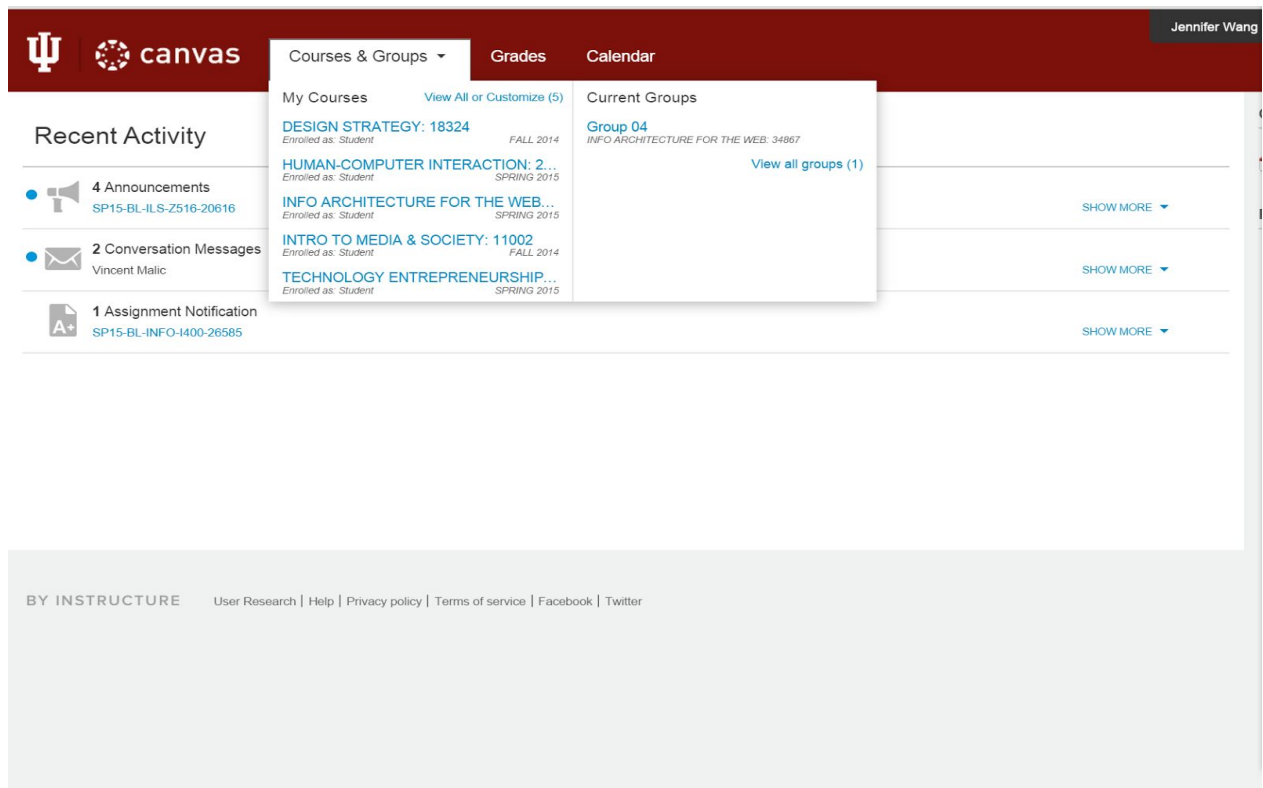 Jennifer Wang
canvas
Courses & Groups
Grades
Calendar
My Courses
View All or Customize (5)
DESIGN STRATEGY: 18324
Enrolled as: Student
FALL 2014
HUMAN-COMPUTER INTERACTION: 2...
Enrolled as: Student
SPRING 2015
INFO ARCHITECTURE FOR THE WEB...
Enrolled as: Student
SPRING 2015
INTRO TO MEDIA & SOCIETY: 11002
Enrolled as: Student
FALL 2014
TECHNOLOGY ENTREPRENEURSHIP...
Enrolled as: Student
SPRING 2015
Current Groups
Group 04
INFO ARCHITECTURE FOR THE WEB: 34867
View all groups (1)
Recent Activity
4 Announcements
SP15-BL-ILS-Z516-20616
SHOW MORE
2 Conversation Messages
Vincent Malic
SHOW MORE
A+
1 Assignment Notification
SP15-BL-INFO-I400-26585
SHOW MORE
BY INSTRUCTURE
User Research | Help | Privacy policy | Terms of service | Facebook | Twitter